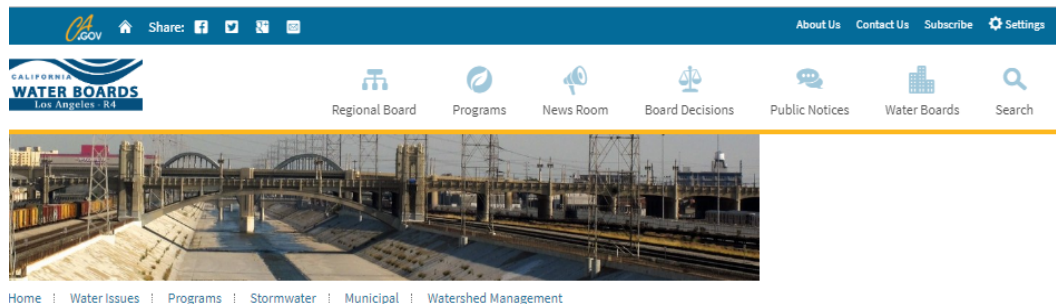 CA.GOV Share: About Us Contact Us Subscribe Settings
CALIFORNIA
WATER BOARDS
Los Angeles - R4
Regional Board Programs News Room Board Decisions Public Notices Water Boards Search
Home Water Issues Programs Stormwater Municipal Watershed Management